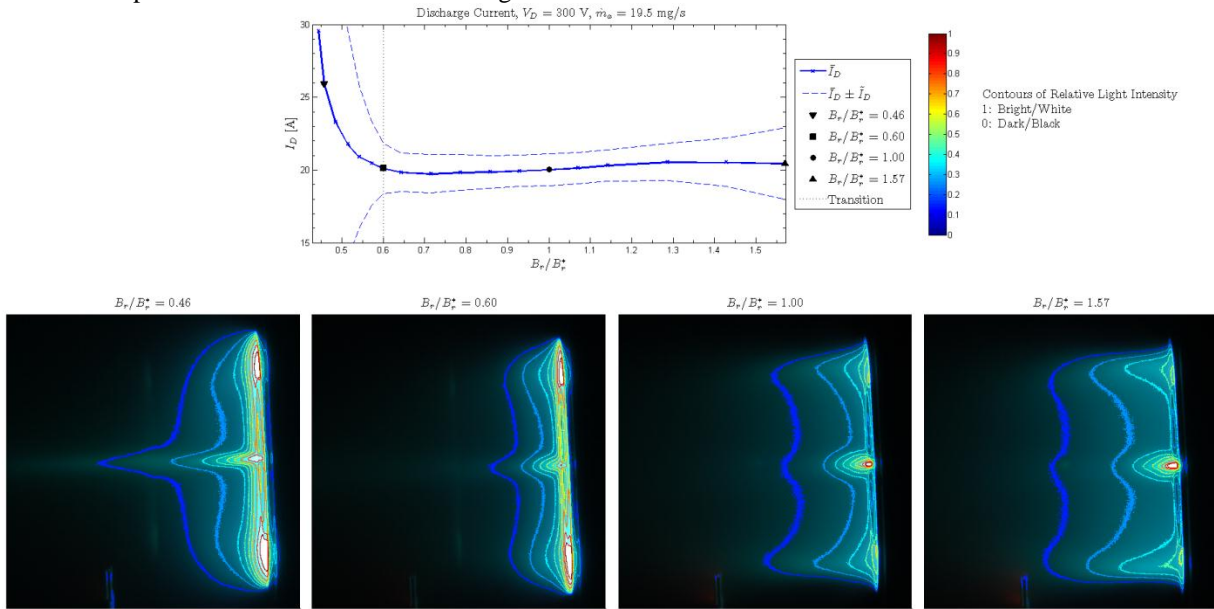 Discharge Current, V_D = 300 V, ṁ_a = 19.5 mg/s
30
25
20
15
I_D [A]
0.5 0.6 0.7 0.8 0.9 1 1.1 1.2 1.3 1.4 1.5
B_r/B_r*
Ī_D
Ī_D ± Ĩ_D
B_r/B_r* = 0.46
B_r/B_r* = 0.60
B_r/B_r* = 1.00
B_r/B_r* = 1.57
Transition
1
0.9
0.8
0.7
0.6
0.5
0.4
0.3
0.2
0.1
0
Contours of Relative Light Intensity
1: Bright/White
0: Dark/Black
B_r/B_r* = 0.46
B_r/B_r* = 0.60
B_r/B_r* = 1.00
B_r/B_r* = 1.57